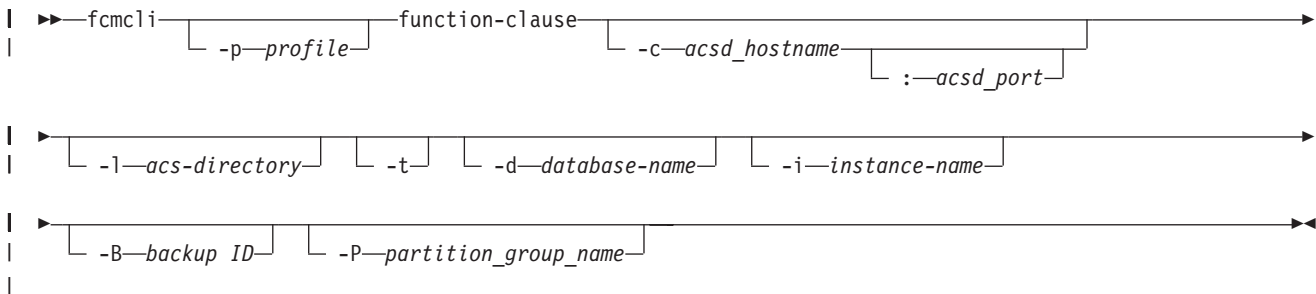 fcmcli -p profile function-clause -c acsd_hostname : acsd_port
-l acs-directory -t -d database-name -i instance-name
-B backup ID -P partition_group_name